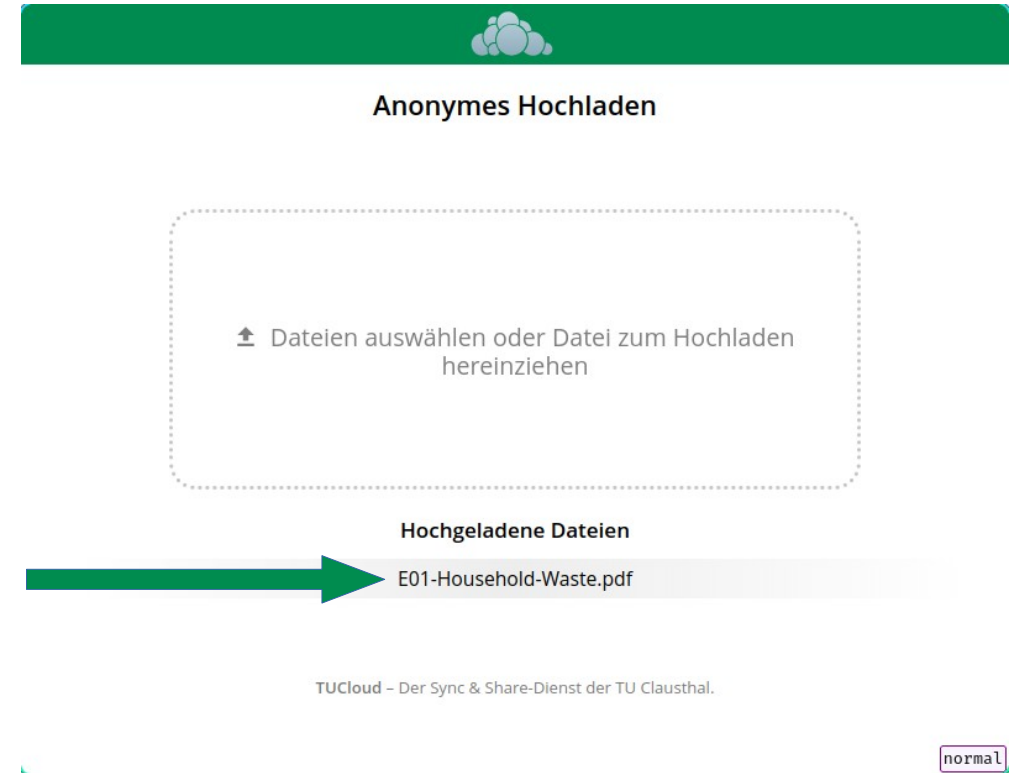 Anonymes Hochladen
Dateien auswählen oder Datei zum Hochladen
hereinziehen
Hochgeladene Dateien
E01-Household-Waste.pdf
TUCloud – Der Sync & Share-Dienst der TU Clausthal.
normal